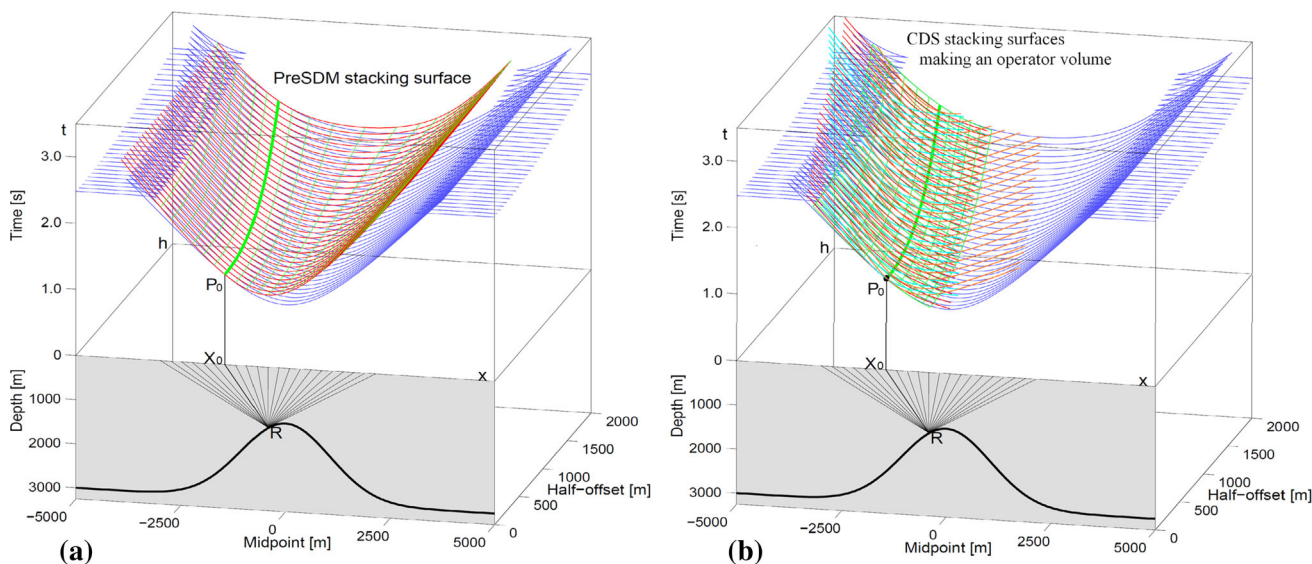 PreSDM stacking surface
t
3.0
2.0
1.0
0
Time [s]
h
P₀
X₀
x
R
Depth [m]
1000
2000
3000
−5000
−2500
0
2500
5000
Midpoint [m]
0
500
1000
1500
2000
Half−offset [m]
(a)
CDS stacking surfaces
making an operator volume
t
3.0
2.0
1.0
0
Time [s]
h
P₀
X₀
x
R
Depth [m]
1000
2000
3000
−5000
−2500
0
2500
5000
Midpoint [m]
0
500
1000
1500
2000
Half−offset [m]
(b)